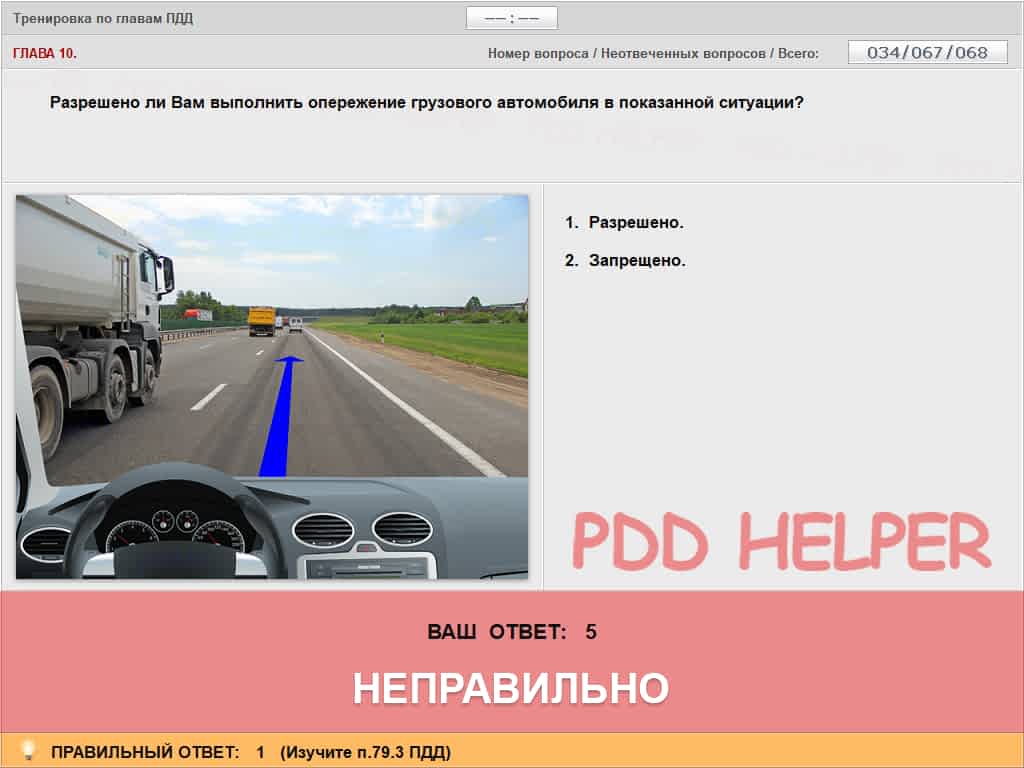 Тренировка по главам ПДД
—— : ——
ГЛАВА 10.
Номер вопроса / Неотвеченных вопросов / Всего:
034/067/068
Разрешено ли Вам выполнить опережение грузового автомобиля в показанной ситуации?
1. Разрешено.
2. Запрещено.
PDD HELPER
ВАШ ОТВЕТ: 5
НЕПРАВИЛЬНО
ПРАВИЛЬНЫЙ ОТВЕТ: 1 (Изучите п.79.3 ПДД)